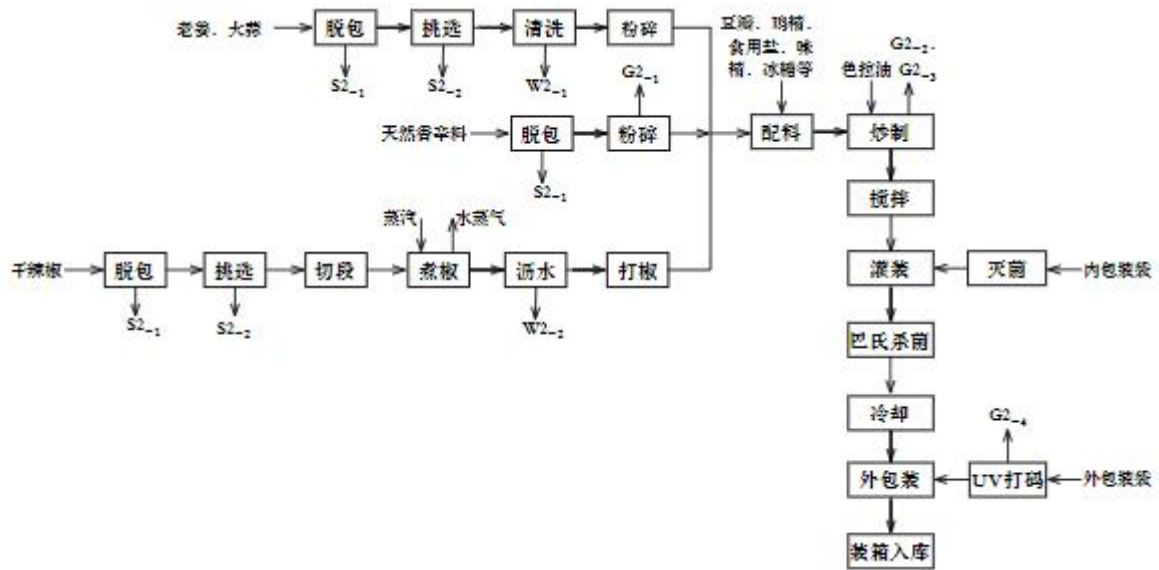 老姜、大蒜
脱包
挑选
清洗
粉碎
S2-1
S2-2
W2-1
天然香辛料
脱包
粉碎
G2-1
S2-1
干辣椒
脱包
挑选
切段
煮椒
沥水
打椒
蒸汽
水蒸气
S2-1
S2-2
W2-2
豆瓣、鸡精、
食用盐、味
精、冰糖等
配料
色拉油
G2-2、
G2-3
炒制
搅拌
灌装
灭菌
内包装袋
巴氏杀菌
冷却
G2-4
外包装
UV打码
外包装袋
装箱入库